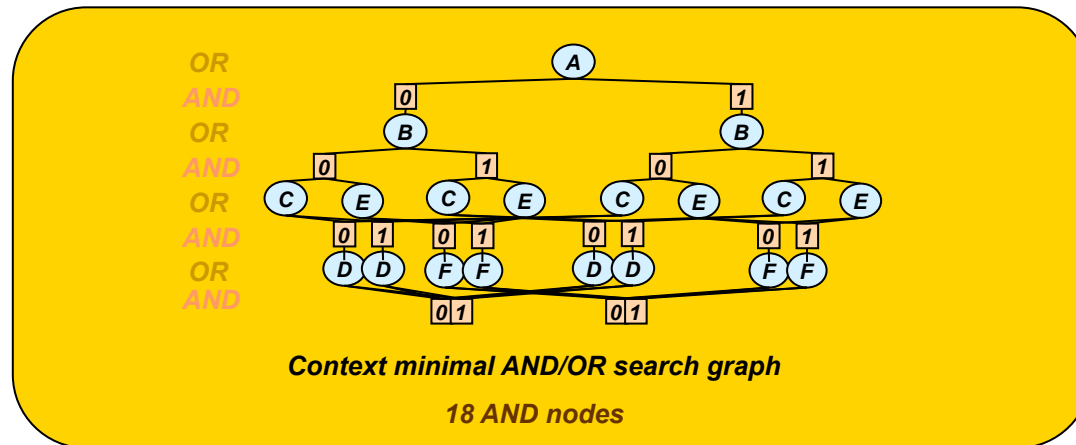 OR A
AND 0 1
OR B B
AND 0 1 0 1
OR C E C E C E C E
AND 0 1 0 1 0 1 0 1
OR D D F F D D F F
AND 0 1 0 1
Context minimal AND/OR search graph
18 AND nodes